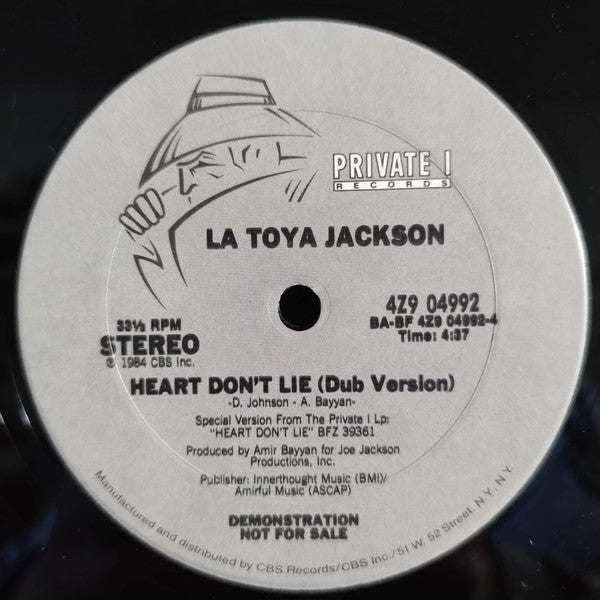 PRIVATE I
RECORDS
LA TOYA JACKSON
33⅓ RPM
STEREO
℗ 1984 CBS Inc.
4Z9 04992
BA-BF 4Z9 04992-4
Time: 4:37
HEART DON'T LIE (Dub Version)
-D. Johnson - A. Bayyan-
Special Version From The Private I Lp:
"HEART DON'T LIE" BFZ 39361
Produced by Amir Bayyan for Joe Jackson
Productions, Inc.
Publisher: Innerthought Music (BMI)/
Amirful Music (ASCAP)
DEMONSTRATION
NOT FOR SALE
Manufactured and distributed by CBS Records/CBS Inc./51 W. 52 Street, N.Y. N.Y